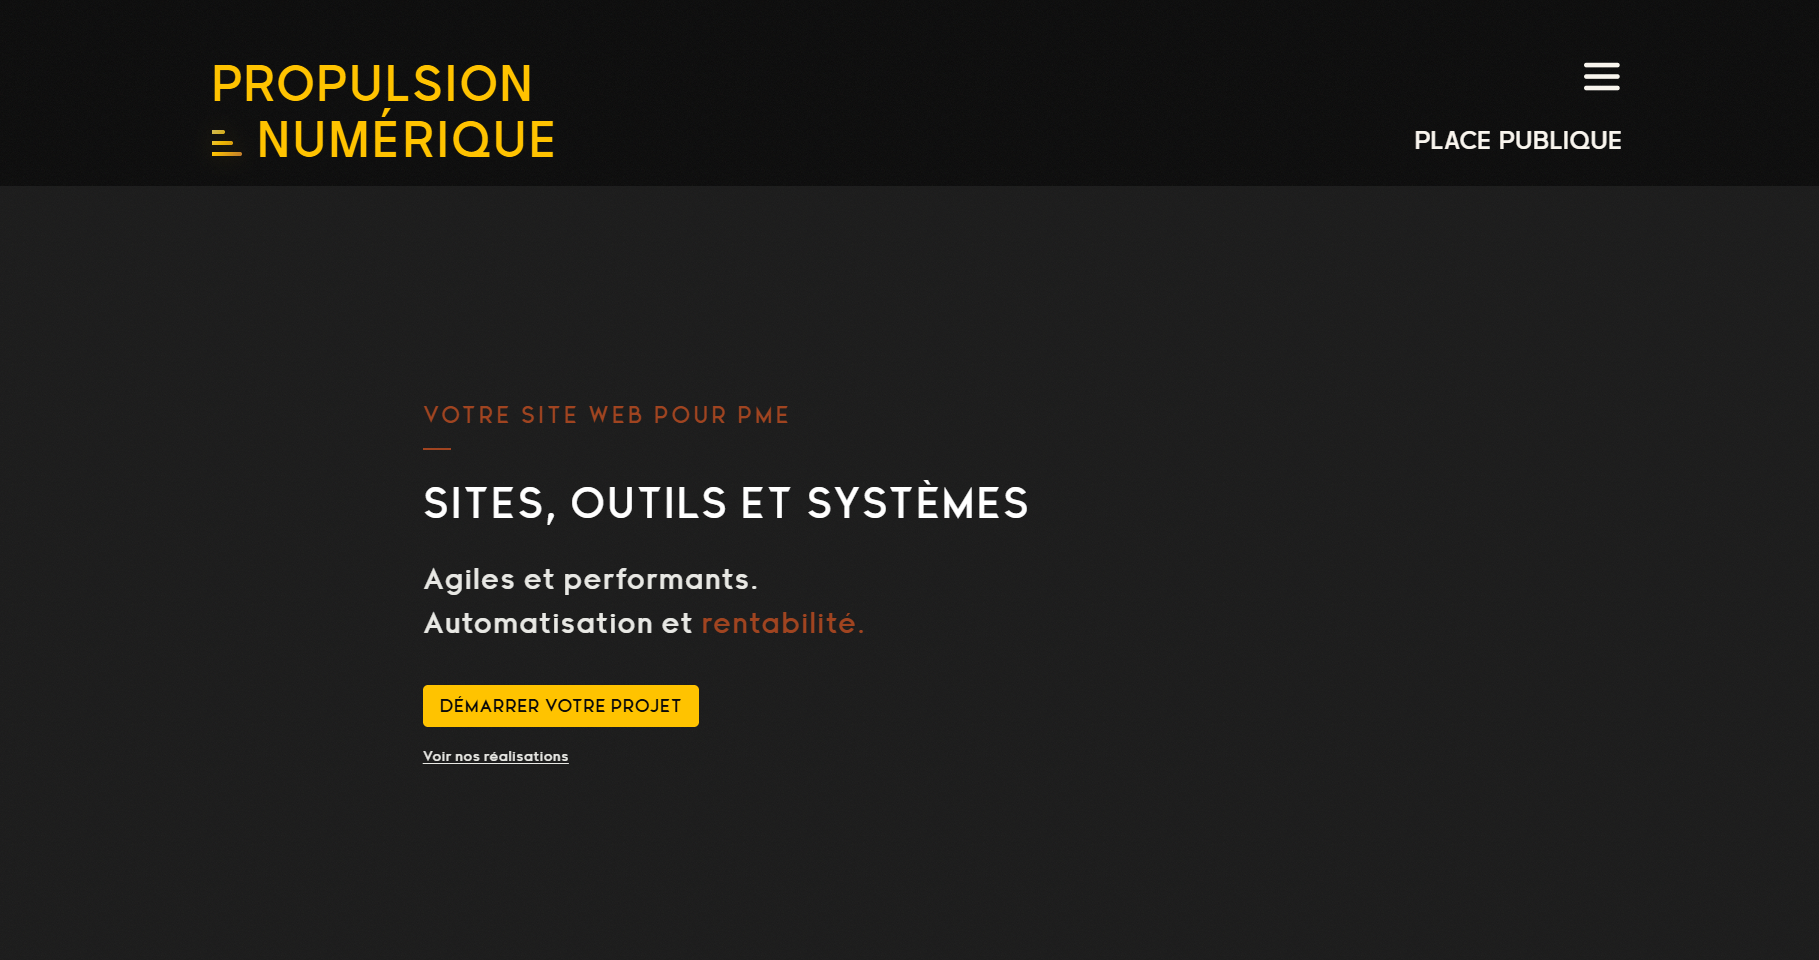 PROPULSION
NUMÉRIQUE
PLACE PUBLIQUE
VOTRE SITE WEB POUR PME
SITES, OUTILS ET SYSTÈMES
Agiles et performants.
Automatisation et rentabilité.
DÉMARRER VOTRE PROJET
Voir nos réalisations